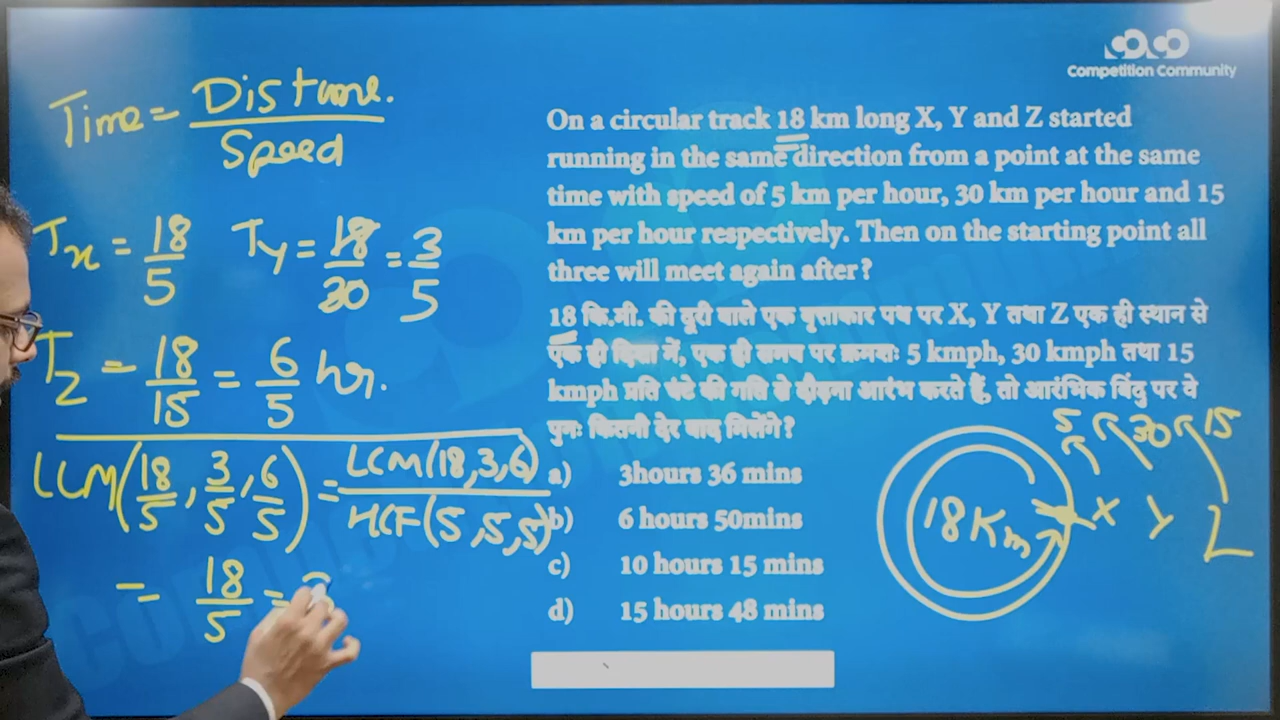 Competition Community
Time = Distance.
Speed
Tx = 18/5 Ty = 18/30 = 3/5
Tz = 18/15 = 6/5 hr.
LCM(18/5, 3/5, 6/5) = LCM(18,3,6)
HCF(5,5,5)
= 18/5 =
On a circular track 18 km long X, Y and Z started
running in the same direction from a point at the same
time with speed of 5 km per hour, 30 km per hour and 15
km per hour respectively. Then on the starting point all
three will meet again after?
18 कि.मी. की दूरी वाले एक वृत्ताकार पथ पर X, Y तथा Z एक ही स्थान से
एक ही दिशा में, एक ही समय पर क्रमशः 5 kmph, 30 kmph तथा 15
kmph प्रति घंटे की गति से दौड़ना आरंभ करते हैं, तो आरंभिक बिंदु पर वे
पुनः कितनी देर बाद मिलेंगे?
a) 3hours 36 mins
b) 6 hours 50mins
c) 10 hours 15 mins
d) 15 hours 48 mins
5 30 15
18 Km x y Z